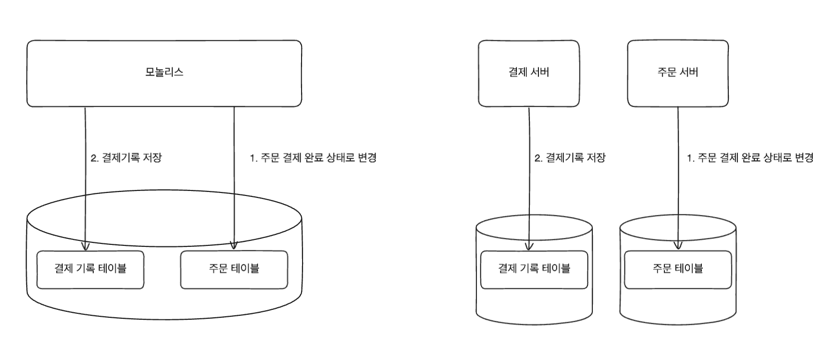 모놀리스
2. 결제기록 저장
1. 주문 결제 완료 상태로 변경
결제 기록 테이블
주문 테이블
결제 서버
주문 서버
2. 결제기록 저장
1. 주문 결제 완료 상태로 변경
결제 기록 테이블
주문 테이블